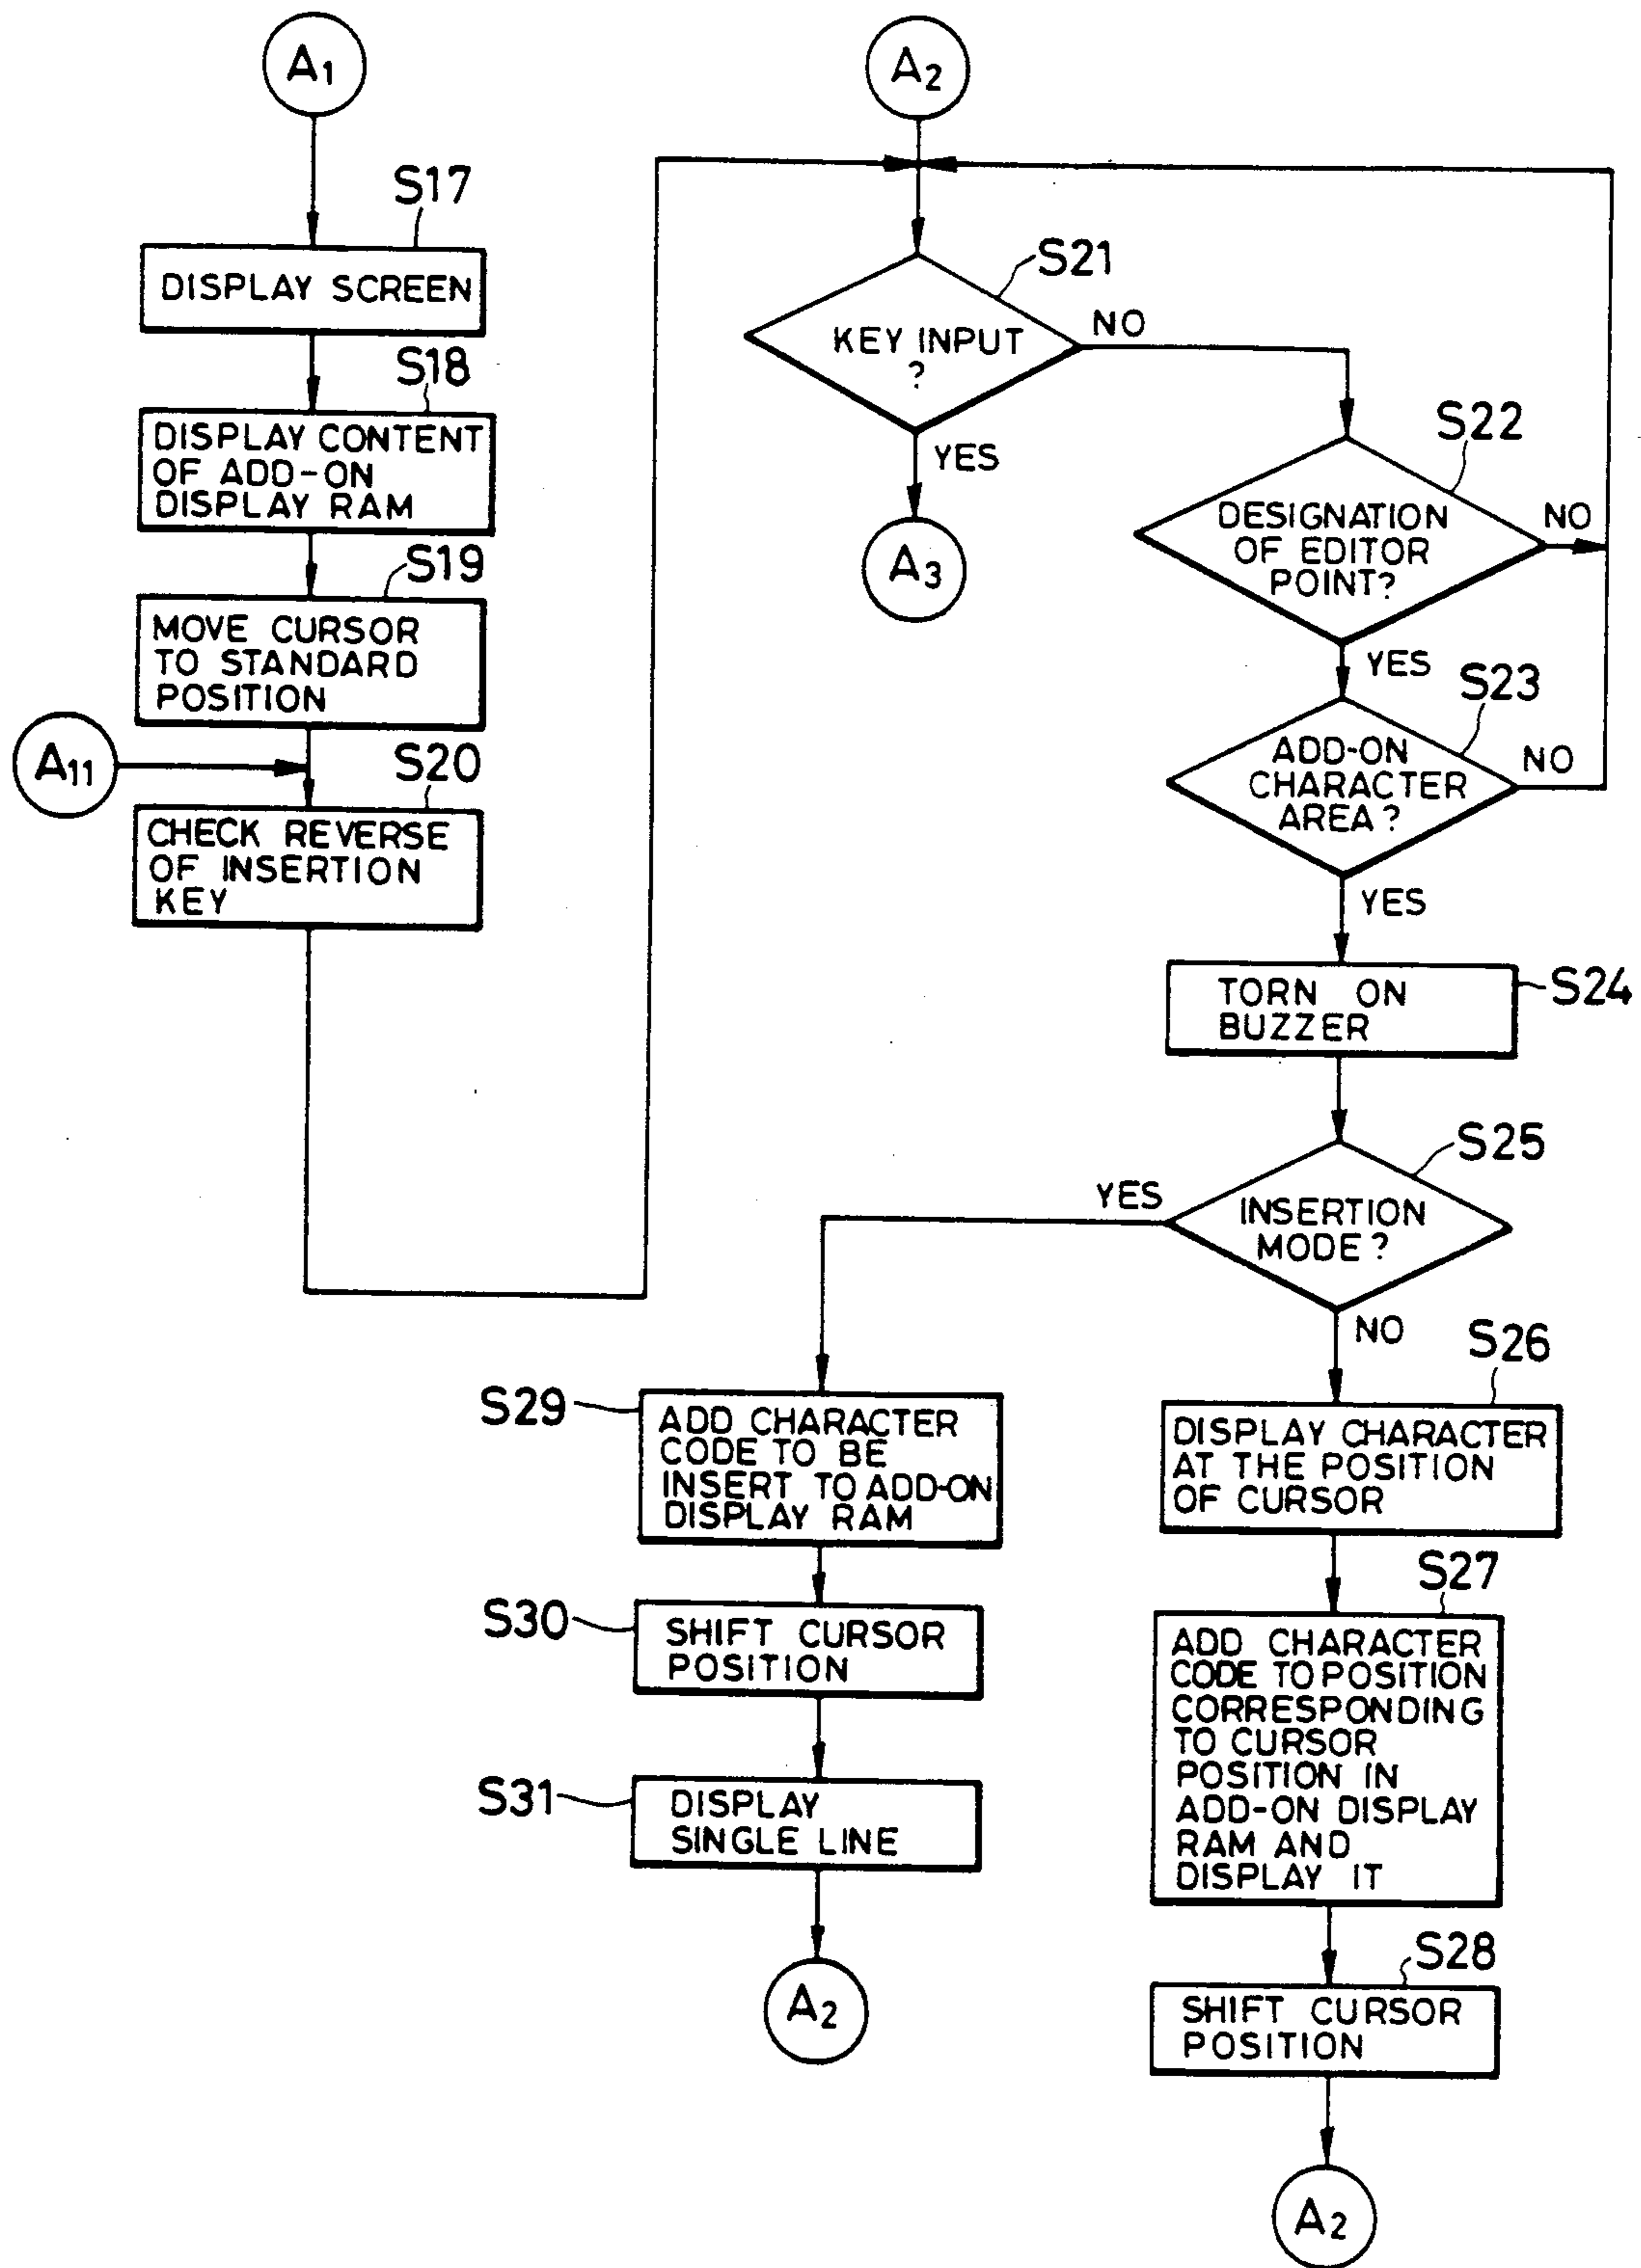 A1
S17
DISPLAY SCREEN
S18
DISPLAY CONTENT
OF ADD-ON
DISPLAY RAM
S19
MOVE CURSOR
TO STANDARD
POSITION
A11
S20
CHECK REVERSE
OF INSERTION
KEY
A2
S21
KEY INPUT
?
NO
YES
A3
S22
DESIGNATION
OF EDITOR
POINT?
NO
YES
S23
ADD-ON
CHARACTER
AREA?
NO
YES
S24
TORN ON
BUZZER
S25
INSERTION
MODE?
YES
NO
S26
DISPLAY CHARACTER
AT THE POSITION
OF CURSOR
S27
ADD CHARACTER
CODE TO POSITION
CORRESPONDING
TO CURSOR
POSITION IN
ADD-ON DISPLAY
RAM AND
DISPLAY IT
S28
SHIFT CURSOR
POSITION
A2
S29
ADD CHARACTER
CODE TO BE
INSERT TO ADD-ON
DISPLAY RAM
S30
SHIFT CURSOR
POSITION
S31
DISPLAY
SINGLE LINE
A2